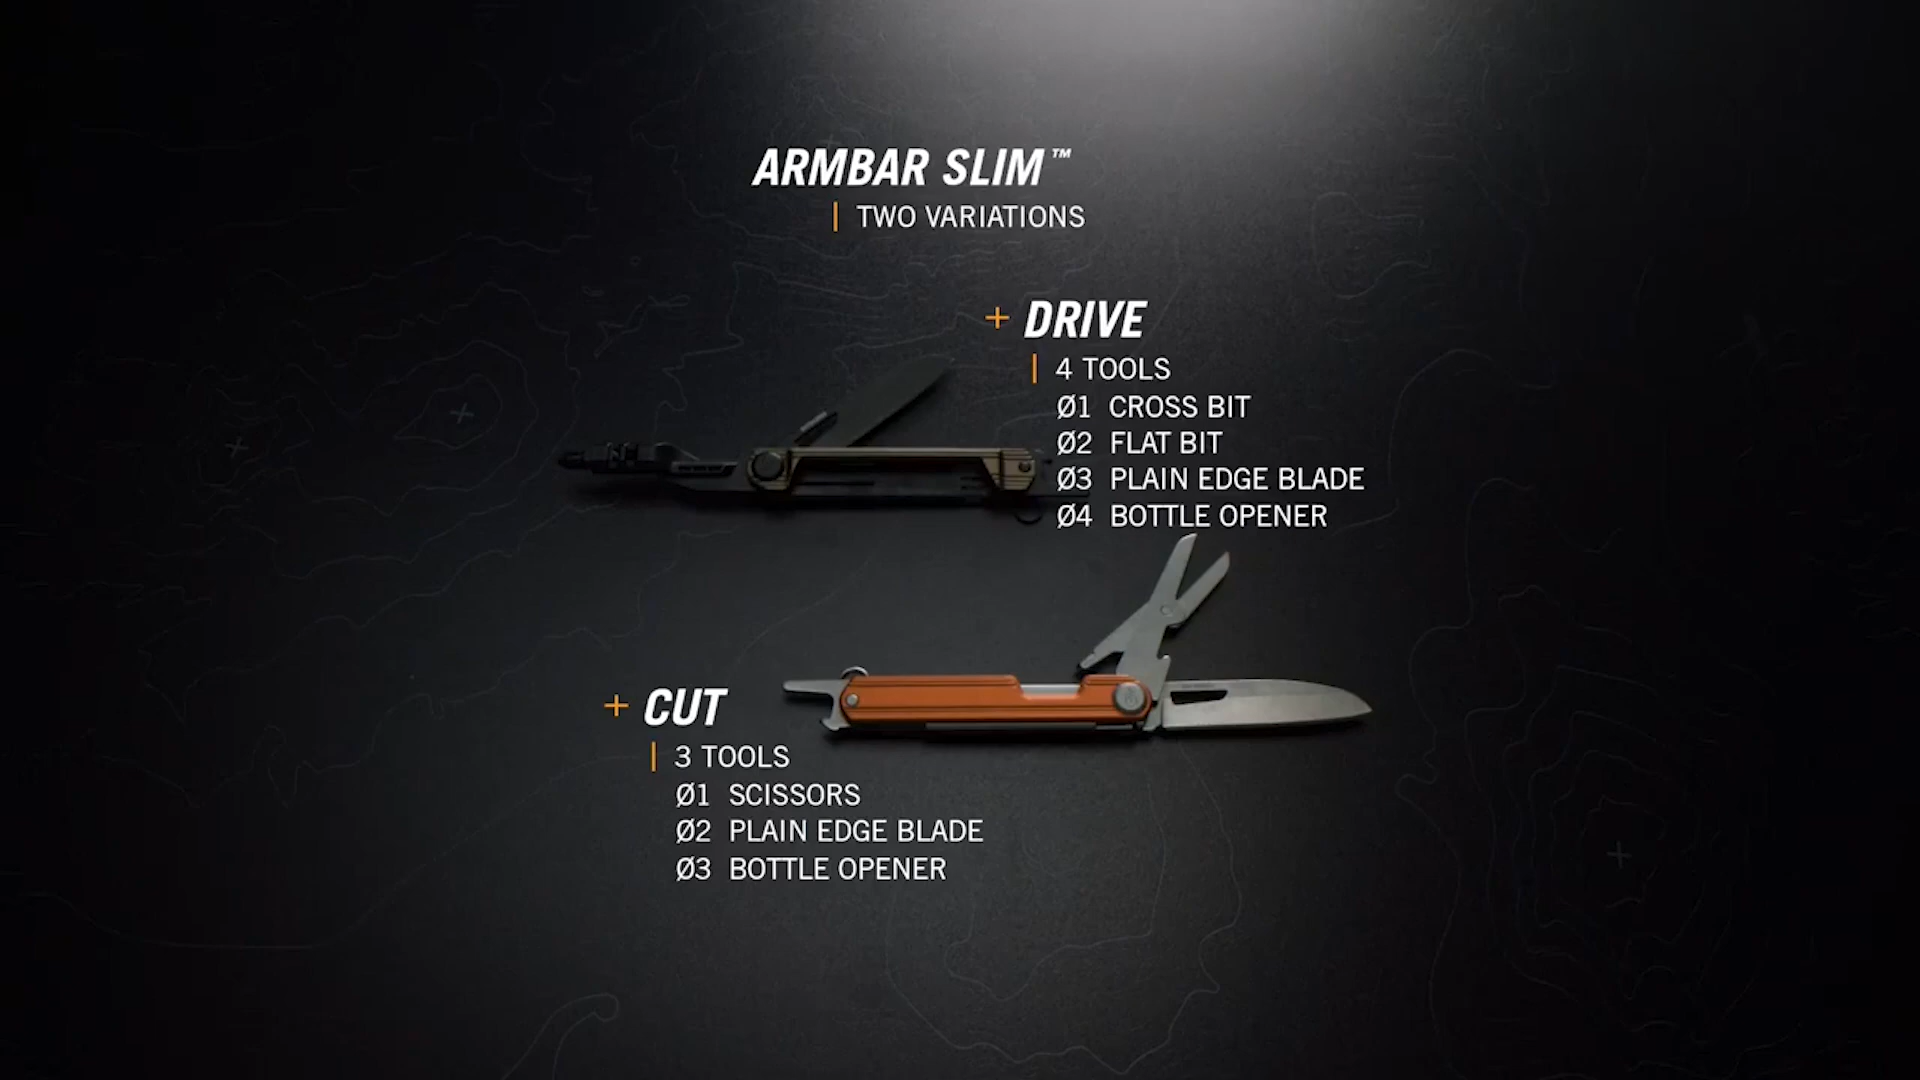 ARMBAR SLIM™
TWO VARIATIONS
DRIVE
4 TOOLS
Ø1 CROSS BIT
Ø2 FLAT BIT
Ø3 PLAIN EDGE BLADE
Ø4 BOTTLE OPENER
CUT
3 TOOLS
Ø1 SCISSORS
Ø2 PLAIN EDGE BLADE
Ø3 BOTTLE OPENER